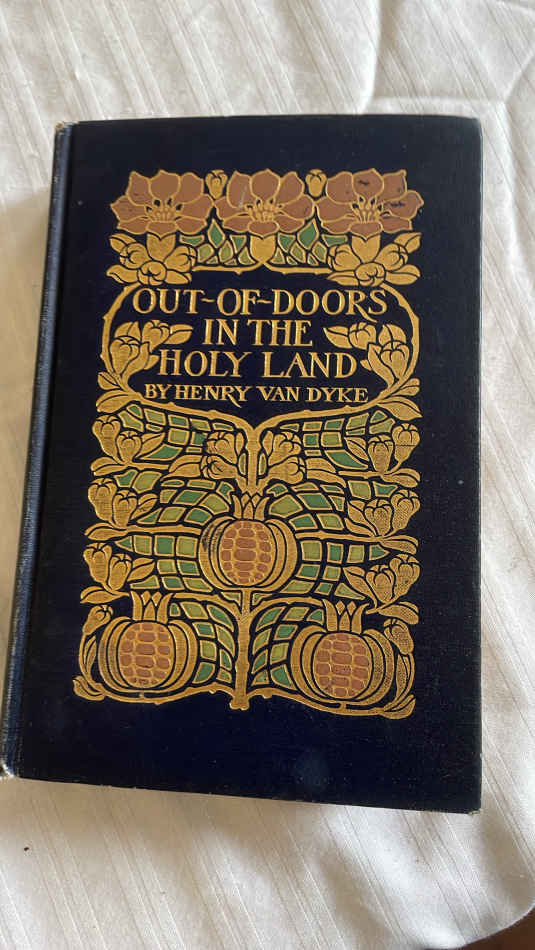 OUT-OF-DOORS
IN THE
HOLY LAND
BY HENRY VAN DYKE